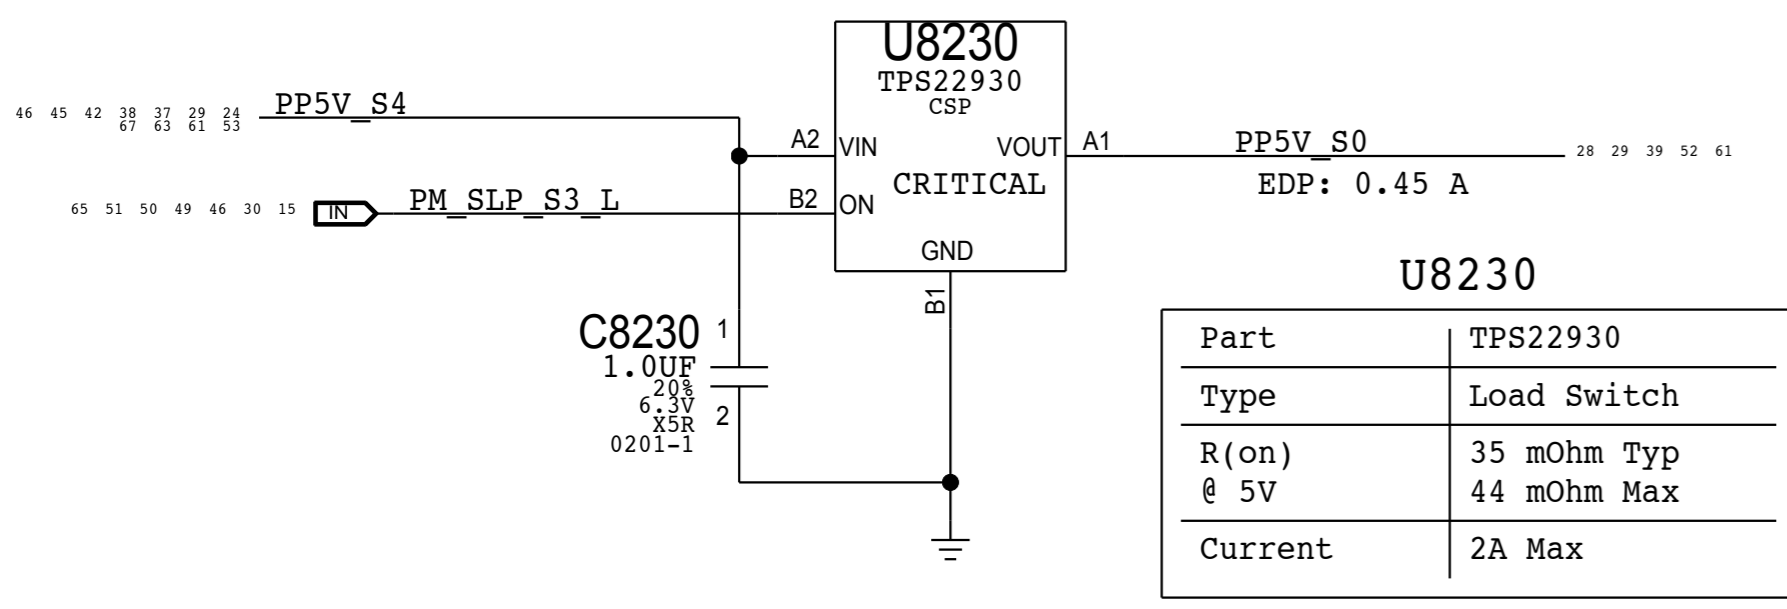 U8230
TPS22930
CSP
46 45 42 38 37 29 24
67 63 61 53
PP5V_S4
A2
VIN
VOUT
A1
PP5V_S0
28 29 39 52 61
EDP: 0.45 A
CRITICAL
65 51 50 49 46 30 15
IN
PM_SLP_S3_L
B2
ON
GND
B1
C8230
1
1.0UF
20%
6.3V
X5R
0201-1
2
U8230
Part TPS22930
Type Load Switch
R(on) 35 mOhm Typ
@ 5V 44 mOhm Max
Current 2A Max